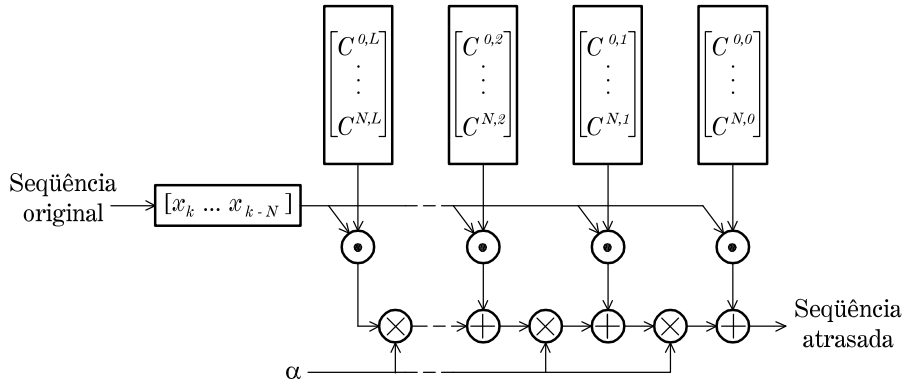 C^{0,L} C^{0,2} C^{0,1} C^{0,0}
⋮ ⋮ ⋮ ⋮
C^{N,L} C^{N,2} C^{N,1} C^{N,0}
Seqüência
original
[x_k ... x_{k-N}]
Seqüência
atrasada
α